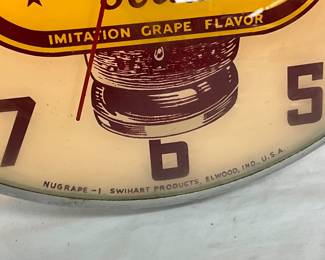 IMITATION GRAPE FLAVOR
7 6 5
NUGRAPE-1 SWIHART PRODUCTS, ELWOOD, IND., U.S.A.